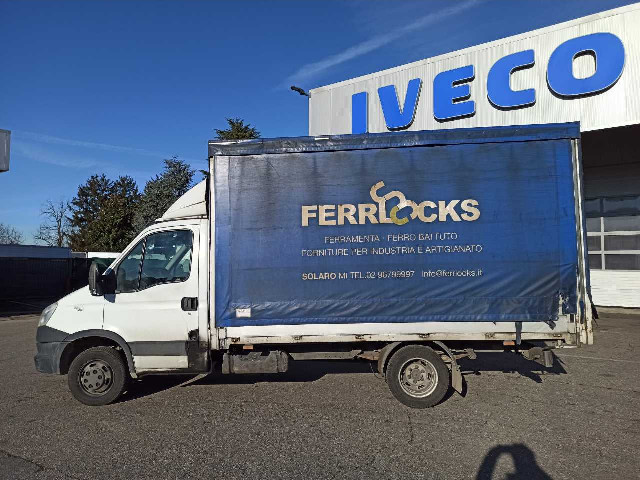 IVECO
FERRLOCKS
FERRAMENTA - FERRO BATTUTO
FORNITURE PER INDUSTRIA E ARTIGIANATO
SOLARO MI TEL.02 96799997 info@ferrlocks.it